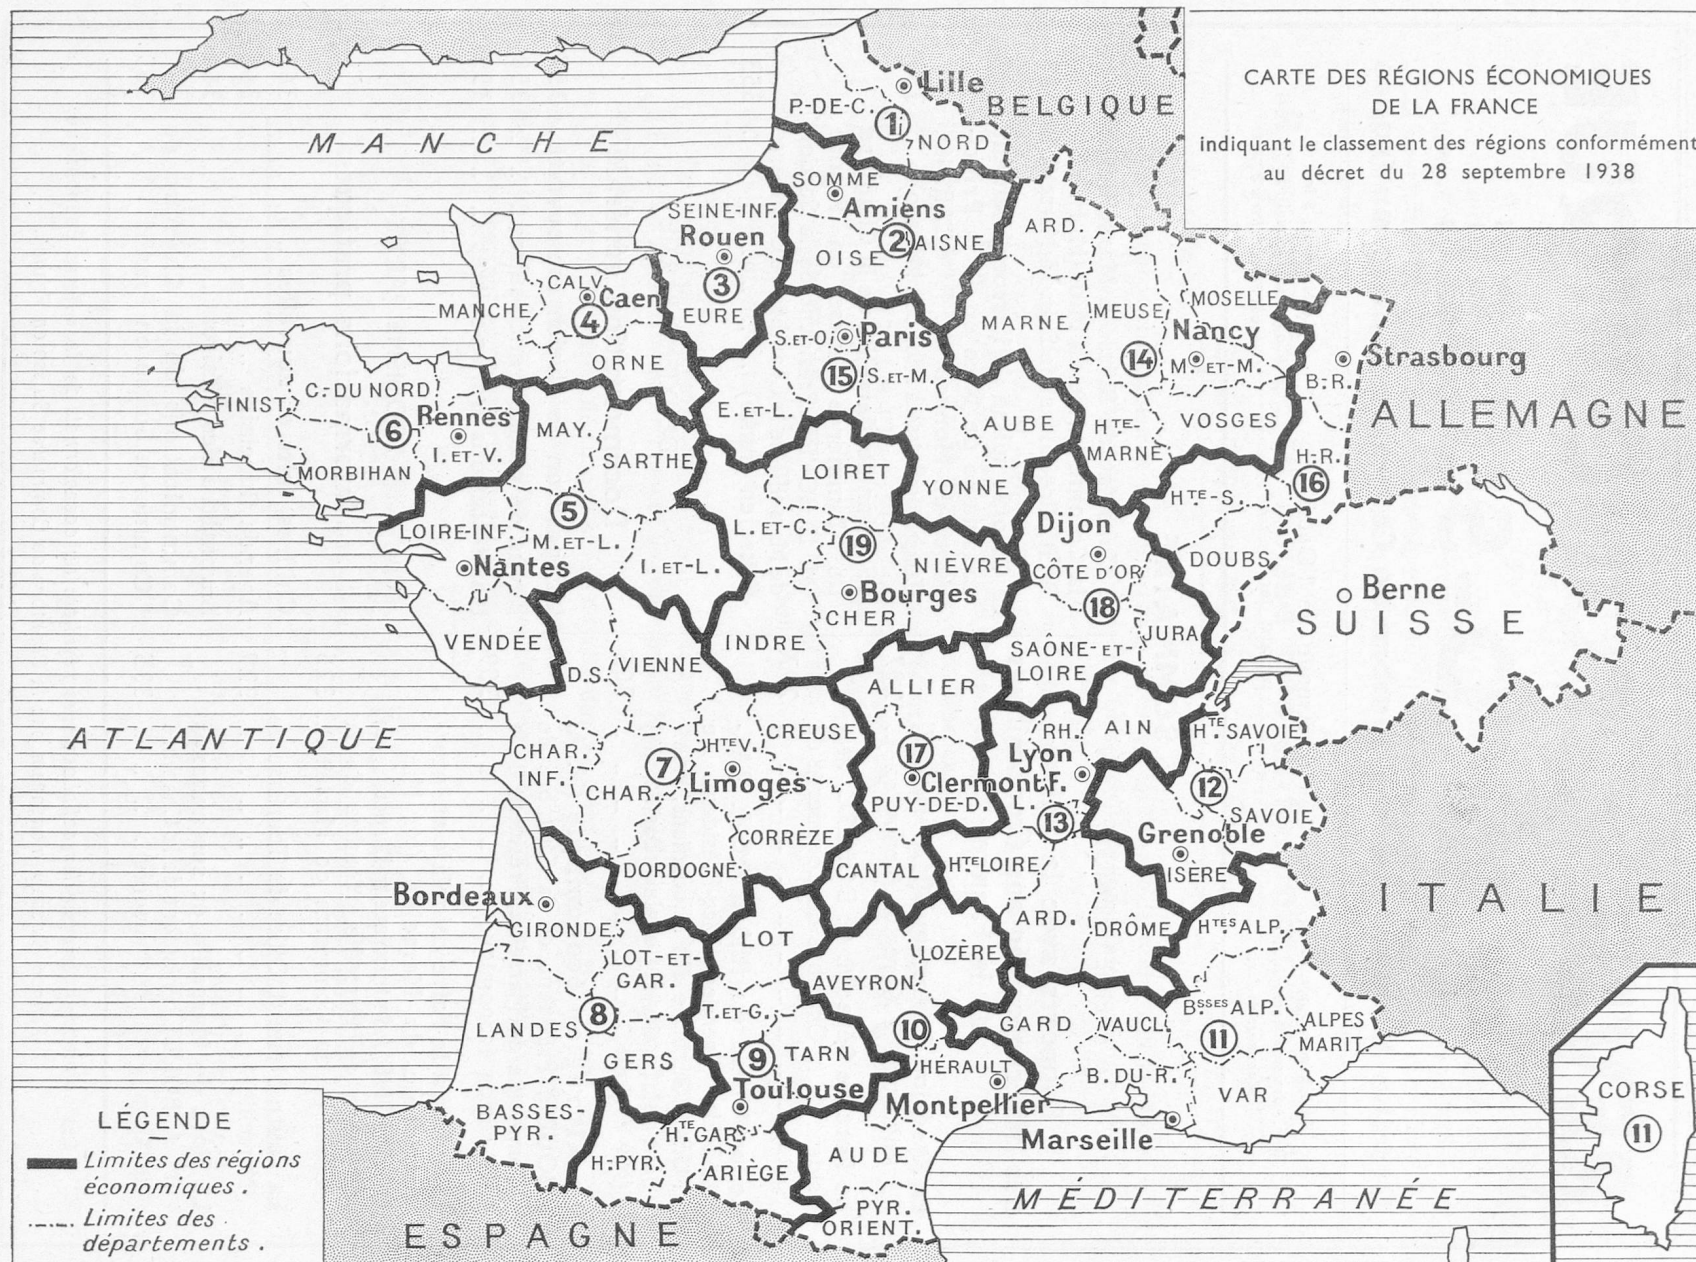 CARTE DES RÉGIONS ÉCONOMIQUES
DE LA FRANCE
indiquant le classement des régions conformément
au décret du 28 septembre 1938
Lille
BELGIQUE
P.-DE-C.
1
NORD
MANCHE
SOMME
Amiens
SEINE-INF.
Rouen
2
AISNE
OISE
ARD.
3
CALV.
Caen
MANCHE
4
EURE
ORNE
S.ET-O.
Paris
15
S.ET-M.
MARNE
MEUSE
MOSELLE
Nancy
14
M.-ET-M.
Strasbourg
B.-R.
ALLEMAGNE
C.-DU NORD
FINIST.
6
Rennes
I.-ET-V.
MORBIHAN
MAY.
SARTHE
E.-ET-L.
AUBE
HTE-
MARNE
VOSGES
H.-R.
16
LOIRET
YONNE
HTE-S.
5
LOIRE-INF.
M.ET-L.
L.-ET-C.
19
Dijon
Nantes
I.-ET-L.
NIÈVRE
CÔTE D'OR
DOUBS
Bourges
18
Berne
SUISSE
VENDÉE
CHER
INDRE
SAÔNE-ET-
LOIRE
JURA
D.S.
VIENNE
ALLIER
ATLANTIQUE
CREUSE
HTE V.
CHAR.
INF.
7
Limoges
CHAR.
17
Clermont F.
PUY-DE-D.
RH.
Lyon
L.
AIN
HTE SAVOIE
12
SAVOIE
13
Grenoble
CORRÈZE
DORDOGNE
CANTAL
HTE LOIRE
ISÈRE
ITALIE
Bordeaux
GIRONDE
LOT
ARD.
DRÔME
HTES ALP.
LOT-ET-
GAR.
LOZÈRE
AVEYRON
T.ET-G.
BSSES ALP.
LANDES
8
10
GARD
VAUCL.
11
ALPES
MARIT.
GERS
9
TARN
HÉRAULT
B.DU-R.
VAR
CORSE
11
Toulouse
Montpellier
Marseille
BASSES-
PYR.
HTE GAR.
H.-PYR.
ARIÈGE
AUDE
PYR.
ORIENT.
MÉDITERRANÉE
ESPAGNE
LÉGENDE
Limites des régions
économiques.
Limites des
départements.